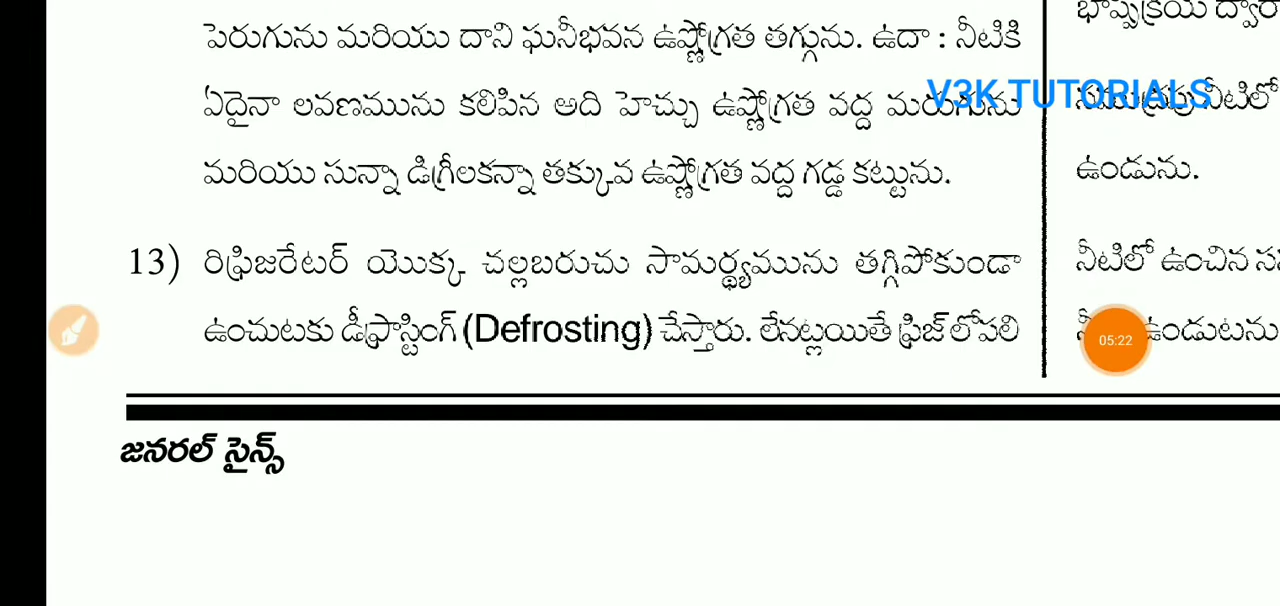 పెరుగును మరియు దాని ఘనీభవన ఉష్ణోగ్రత తగ్గును. ఉదా : నీటికి
ఏదైనా లవణమును కలిపిన అది హెచ్చు ఉష్ణోగ్రత వద్ద మరుగును
మరియు సున్నా డిగ్రీలకన్నా తక్కువ ఉష్ణోగ్రత వద్ద గడ్డ కట్టును.
13) రిఫ్రిజరేటర్ యొక్క చల్లబరుచు సామర్థ్యమును తగ్గిపోకుండా
ఉంచుటకు డీఫ్రాస్టింగ్ (Defrosting) చేస్తారు. లేనట్లయితే ఫ్రిజ్ లోపలి
జనరల్ సైన్స్
V3K TUTORIALS
ఉండును.
నీటిలో ఉంచిన
ఉండుటను
05:22